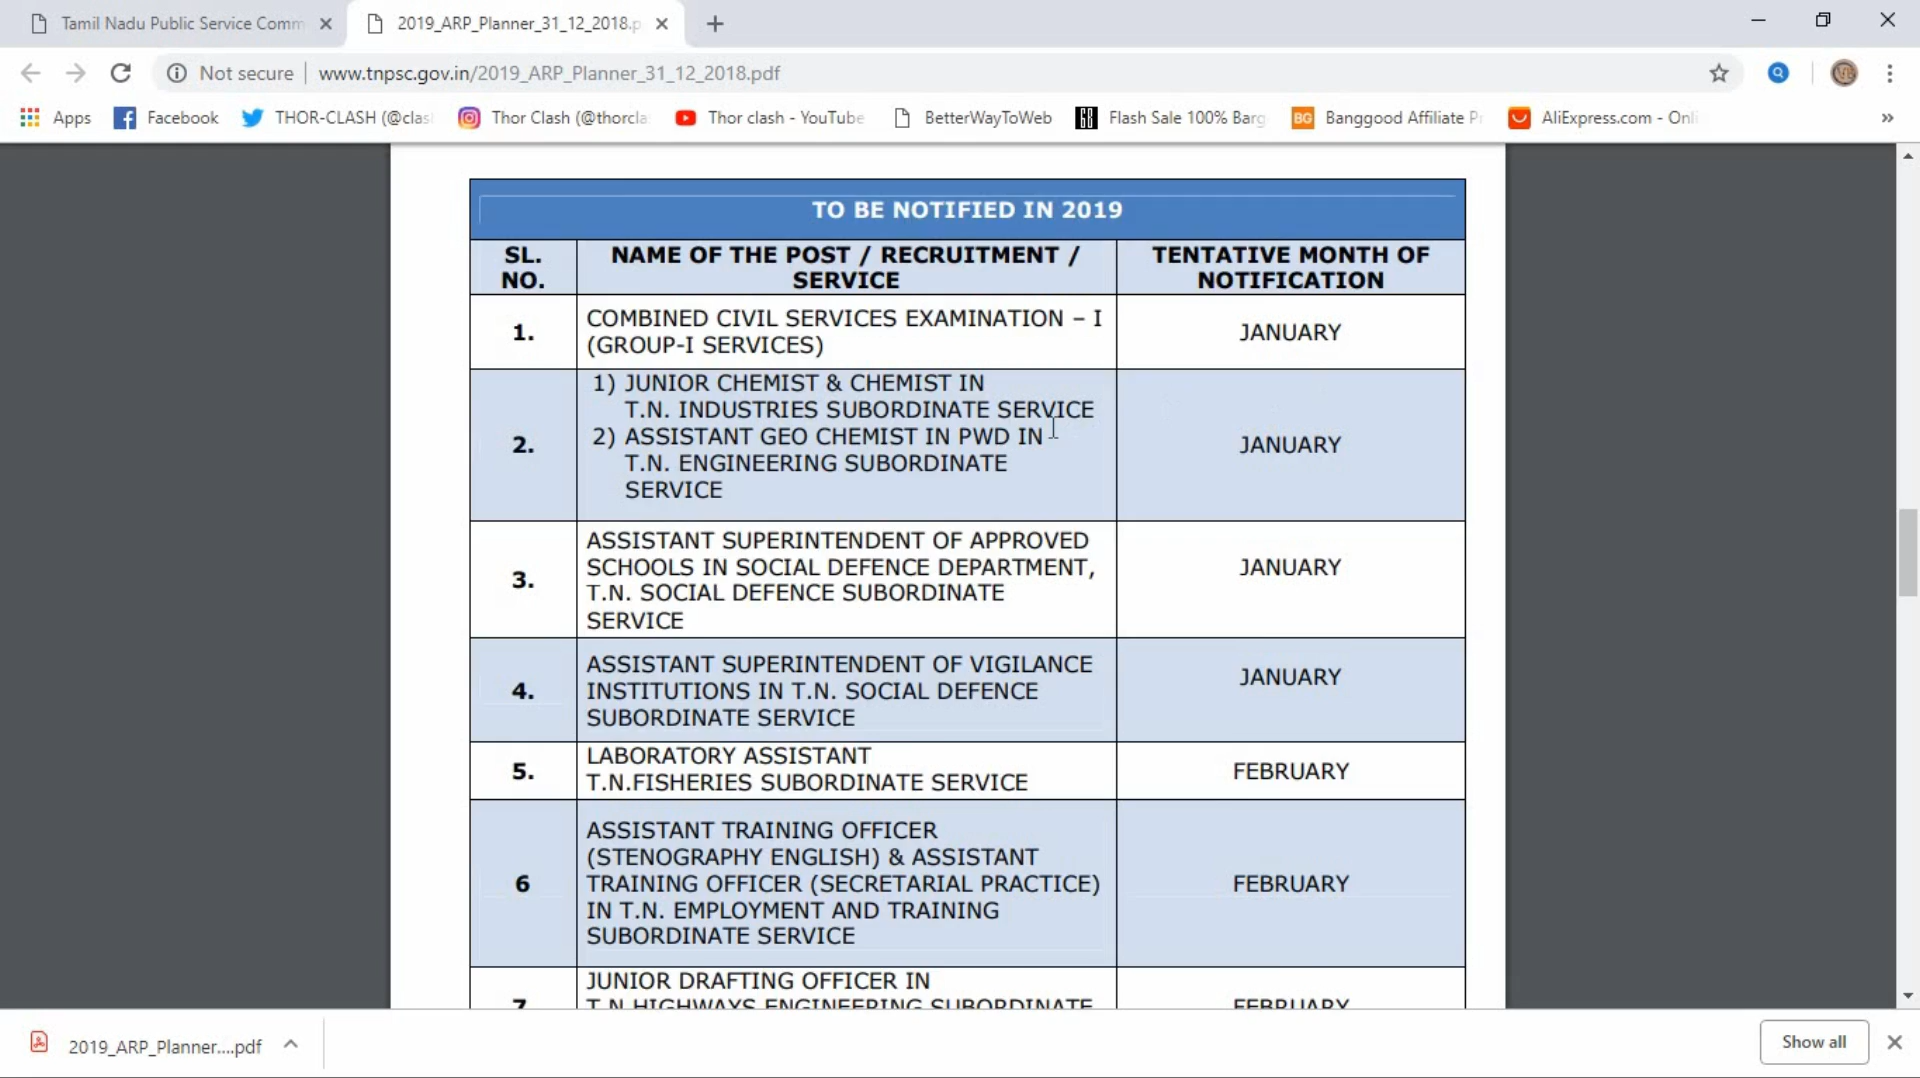 Tamil Nadu Public Service Comm
2019_ARP_Planner_31_12_2018.p
Not secure
www.tnpsc.gov.in/2019_ARP_Planner_31_12_2018.pdf
Apps
Facebook
THOR-CLASH (@clas
Thor Clash (@thorcla
Thor clash - YouTube
BetterWayToWeb
Flash Sale 100% Barg
BG
Banggood Affiliate P
AliExpress.com - Onli
TO BE NOTIFIED IN 2019
SL.
NO.
NAME OF THE POST / RECRUITMENT /
SERVICE
TENTATIVE MONTH OF
NOTIFICATION
1.
COMBINED CIVIL SERVICES EXAMINATION – I
(GROUP-I SERVICES)
JANUARY
2.
1) JUNIOR CHEMIST & CHEMIST IN
T.N. INDUSTRIES SUBORDINATE SERVICE
2) ASSISTANT GEO CHEMIST IN PWD IN
T.N. ENGINEERING SUBORDINATE
SERVICE
JANUARY
3.
ASSISTANT SUPERINTENDENT OF APPROVED
SCHOOLS IN SOCIAL DEFENCE DEPARTMENT,
T.N. SOCIAL DEFENCE SUBORDINATE
SERVICE
JANUARY
4.
ASSISTANT SUPERINTENDENT OF VIGILANCE
INSTITUTIONS IN T.N. SOCIAL DEFENCE
SUBORDINATE SERVICE
JANUARY
5.
LABORATORY ASSISTANT
T.N.FISHERIES SUBORDINATE SERVICE
FEBRUARY
6
ASSISTANT TRAINING OFFICER
(STENOGRAPHY ENGLISH) & ASSISTANT
TRAINING OFFICER (SECRETARIAL PRACTICE)
IN T.N. EMPLOYMENT AND TRAINING
SUBORDINATE SERVICE
FEBRUARY
7.
JUNIOR DRAFTING OFFICER IN
T.N.HIGHWAYS ENGINEERING SUBORDINATE
FEBRUARY
2019_ARP_Planner....pdf
Show all